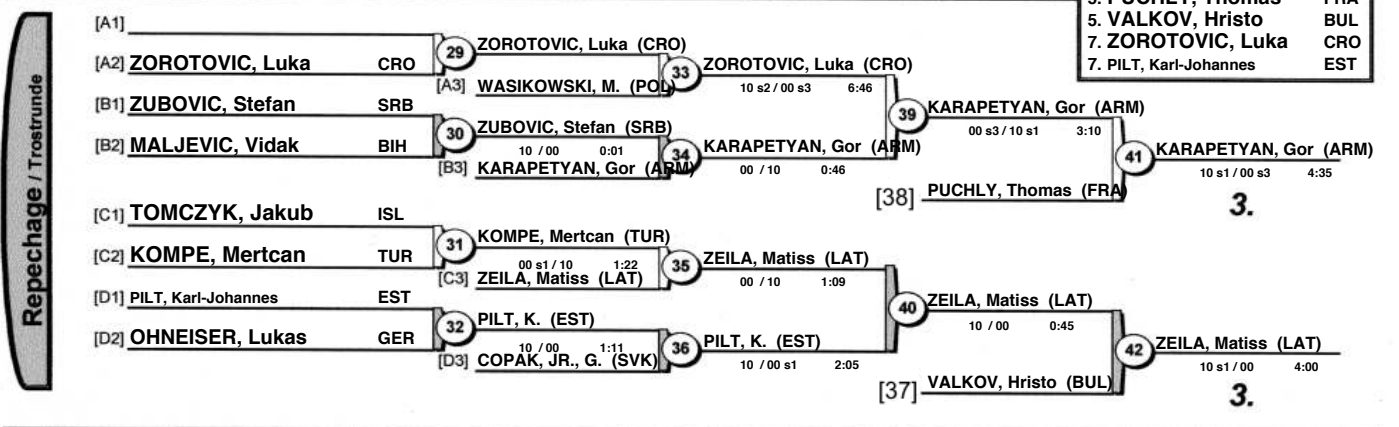 5. PUCHLY, Thomas FRA
5. VALKOV, Hristo BUL
7. ZOROTOVIC, Luka CRO
7. PILT, Karl-Johannes EST
Repechage / Trostrunde
[A1]
[A2] ZOROTOVIC, Luka CRO
[B1] ZUBOVIC, Stefan SRB
[B2] MALJEVIC, Vidak BIH
[C1] TOMCZYK, Jakub ISL
[C2] KOMPE, Mertcan TUR
[D1] PILT, Karl-Johannes EST
[D2] OHNEISER, Lukas GER
29 ZOROTOVIC, Luka (CRO)
[A3] WASIKOWSKI, M. (POL)
30 ZUBOVIC, Stefan (SRB)
10 / 00 0:01
[B3] KARAPETYAN, Gor (ARM)
31 KOMPE, Mertcan (TUR)
00 s1 / 10 1:22
[C3] ZEILA, Matiss (LAT)
32 PILT, K. (EST)
10 / 00 1:11
[D3] COPAK, JR., G. (SVK)
33 ZOROTOVIC, Luka (CRO)
10 s2 / 00 s3 6:46
34 KARAPETYAN, Gor (ARM)
00 / 10 0:46
35 ZEILA, Matiss (LAT)
00 / 10 1:09
36 PILT, K. (EST)
10 / 00 s1 2:05
39 KARAPETYAN, Gor (ARM)
00 s3 / 10 s1 3:10
[38] PUCHLY, Thomas (FRA)
40 ZEILA, Matiss (LAT)
10 / 00 0:45
[37] VALKOV, Hristo (BUL)
41 KARAPETYAN, Gor (ARM)
10 s1 / 00 s3 4:35
3.
42 ZEILA, Matiss (LAT)
10 s1 / 00 4:00
3.